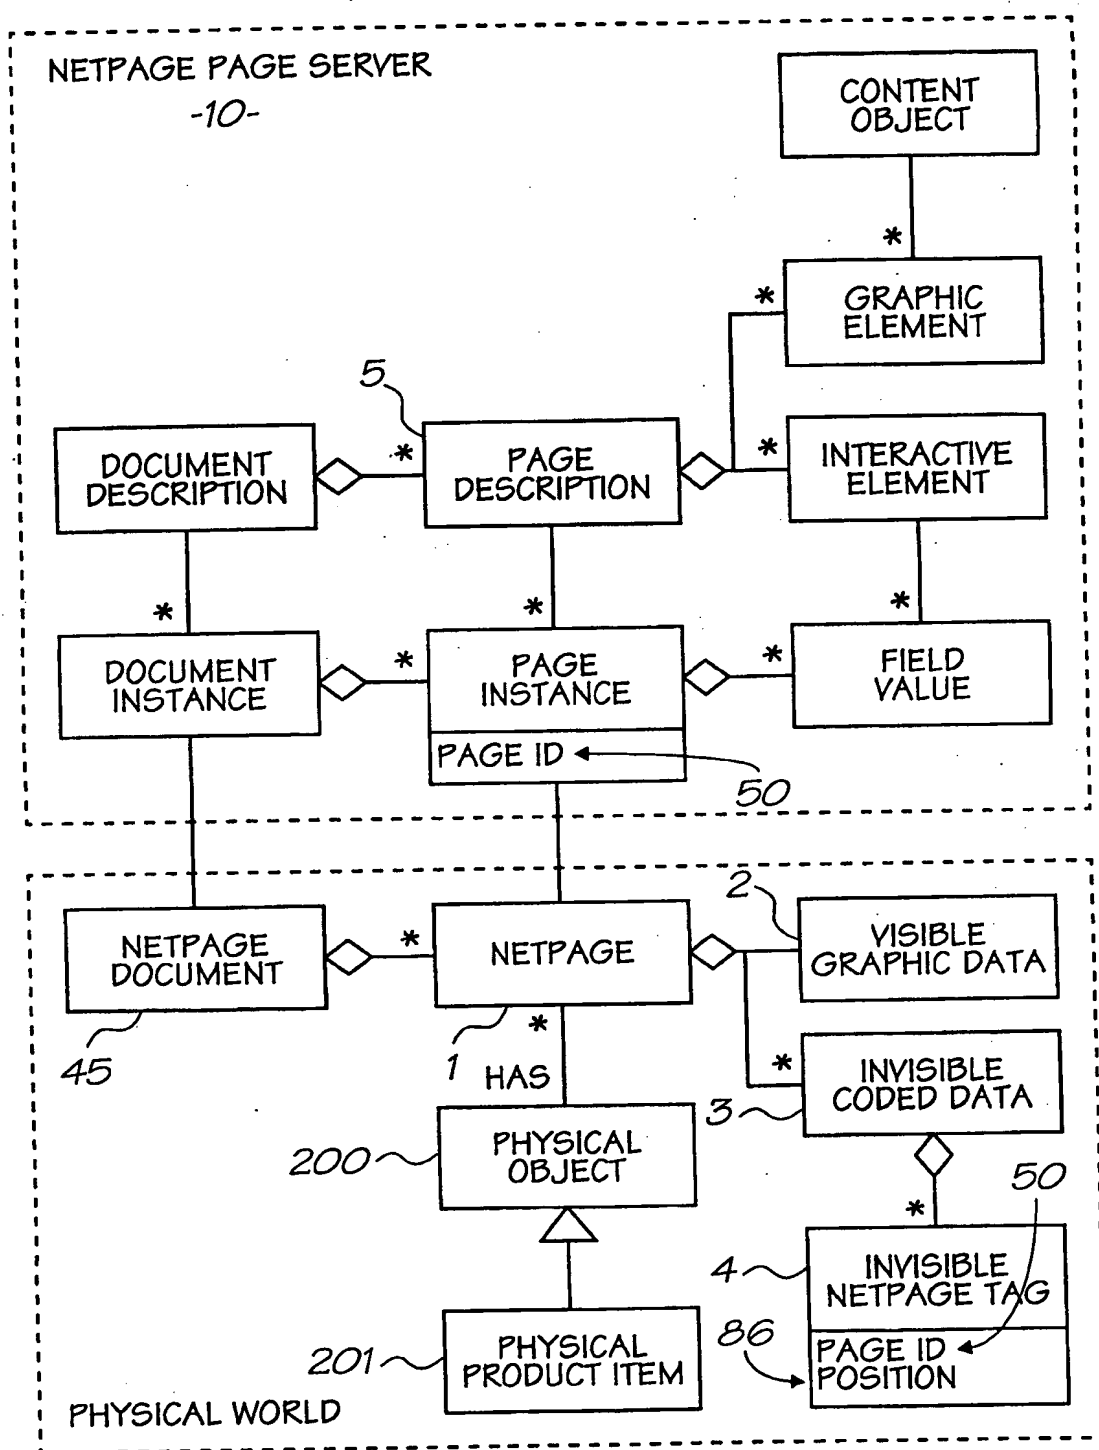 NETPAGE PAGE SERVER
-10-
CONTENT
OBJECT
*
GRAPHIC
ELEMENT
*
5
DOCUMENT
DESCRIPTION
*
PAGE
DESCRIPTION
*
INTERACTIVE
ELEMENT
*
*
*
DOCUMENT
INSTANCE
*
PAGE
INSTANCE
*
FIELD
VALUE
PAGE ID
50
NETPAGE
DOCUMENT
45
*
NETPAGE
1
2
VISIBLE
GRAPHIC DATA
*
HAS
*
INVISIBLE
CODED DATA
3
200
PHYSICAL
OBJECT
*
50
4
INVISIBLE
NETPAGE TAG
86
PAGE ID
POSITION
201
PHYSICAL
PRODUCT ITEM
PHYSICAL WORLD